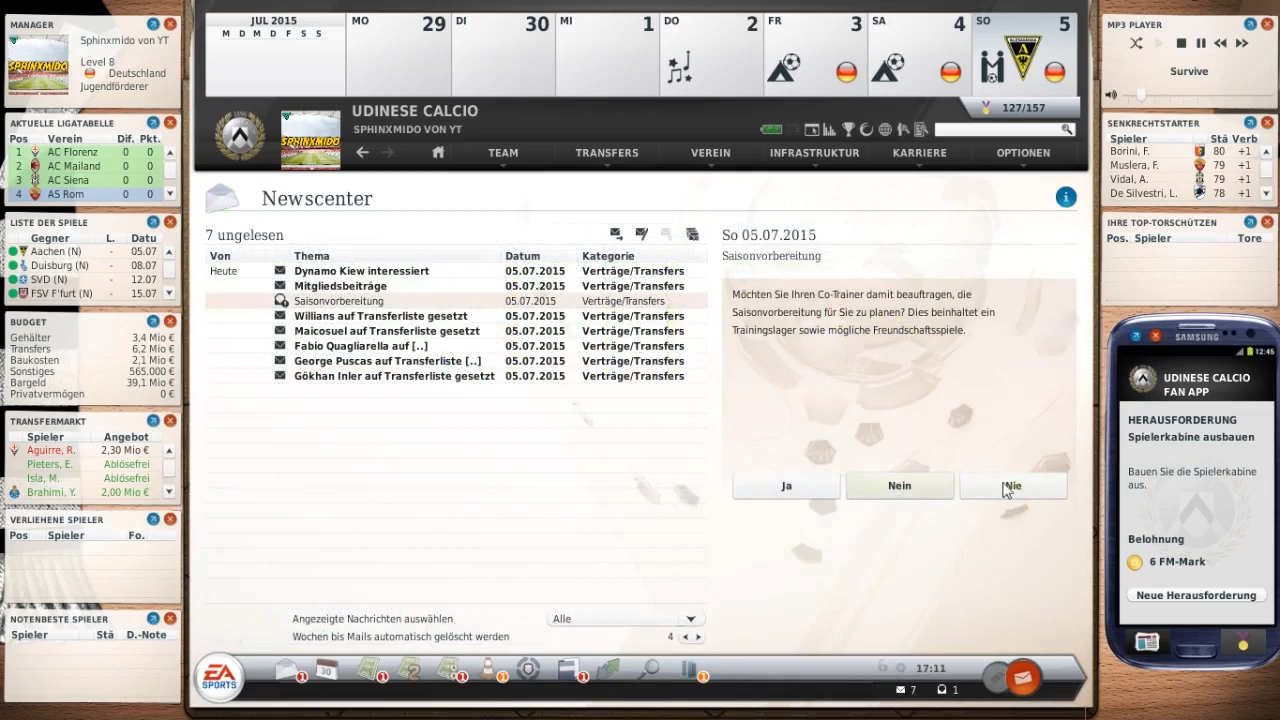 MANAGER
Sphinxmido von YT
Level 8
Deutschland
Jugendförderer
SPHINXMIDO
AKTUELLE LIGATABELLE
Pos Verein Dif. Pkt.
1 AC Florenz 0 0
2 AC Mailand 0 0
3 AC Siena 0 0
4 AS Rom 0 0
LISTE DER SPIELE
Gegner L. Datu
Aachen (N) - 05.07
Duisburg (N) - 08.07
SVD (N) - 12.07
FSV F'furt (N) - 15.07
BUDGET
Gehälter 3,4 Mio €
Transfers 6,2 Mio €
Baukosten 2,1 Mio €
Sonstiges 565.000 €
Bargeld 39,1 Mio €
Privatvermögen 0 €
TRANSFERMARKT
Spieler Angebot
Aguirre, R. 2,30 Mio €
Pieters, E. Ablösefrei
Isla, M. Ablösefrei
Brahimi, Y. 2,00 Mio €
VERLIEHENE SPIELER
Pos Spieler Fo.
NOTENBESTE SPIELER
Spieler Stä D.-Note
JUL 2015
M D M D F S S
MO 29
DI 30
MI 1
DO 2
FR 3
SA 4
SO 5
127/157
SPHINXMIDO
UDINESE CALCIO
SPHINXMIDO VON YT
TEAM TRANSFERS VEREIN INFRASTRUKTUR KARRIERE OPTIONEN
Newscenter
7 ungelesen
Von Thema Datum Kategorie
Heute Dynamo Kiew interessiert 05.07.2015 Verträge/Transfers
Mitgliedsbeiträge 05.07.2015 Verträge/Transfers
Saisonvorbereitung 05.07.2015 Verträge/Transfers
Willians auf Transferliste gesetzt 05.07.2015 Verträge/Transfers
Maicosuel auf Transferliste gesetzt 05.07.2015 Verträge/Transfers
Fabio Quagliarella auf [..] 05.07.2015 Verträge/Transfers
George Puscas auf Transferliste [..] 05.07.2015 Verträge/Transfers
Gökhan Inler auf Transferliste gesetzt 05.07.2015 Verträge/Transfers
Angezeigte Nachrichten auswählen Alle
Wochen bis Mails automatisch gelöscht werden 4
So 05.07.2015
Saisonvorbereitung
Möchten Sie Ihren Co-Trainer damit beauftragen, die
Saisonvorbereitung für Sie zu planen? Dies beinhaltet ein
Trainingslager sowie mögliche Freundschaftsspiele.
Ja Nein Nie
EA
SPORTS
30
1 1 1 1 1 1
17:11
7 1
MP3 PLAYER
Survive
SENKRECHTSTARTER
Spieler Stä Verb
Borini, F. 80 +1
Muslera, F. 79 +1
Vidal, A. 79 +1
De Silvestri, L. 78 +1
IHRE TOP-TORSCHÜTZEN
Pos. Spieler Tore
SAMSUNG
12:45
UDINESE CALCIO
FAN APP
HERAUSFORDERUNG
Spielerkabine ausbauen
Bauen Sie die Spielerkabine
aus.
Belohnung
6 FM-Mark
Neue Herausforderung